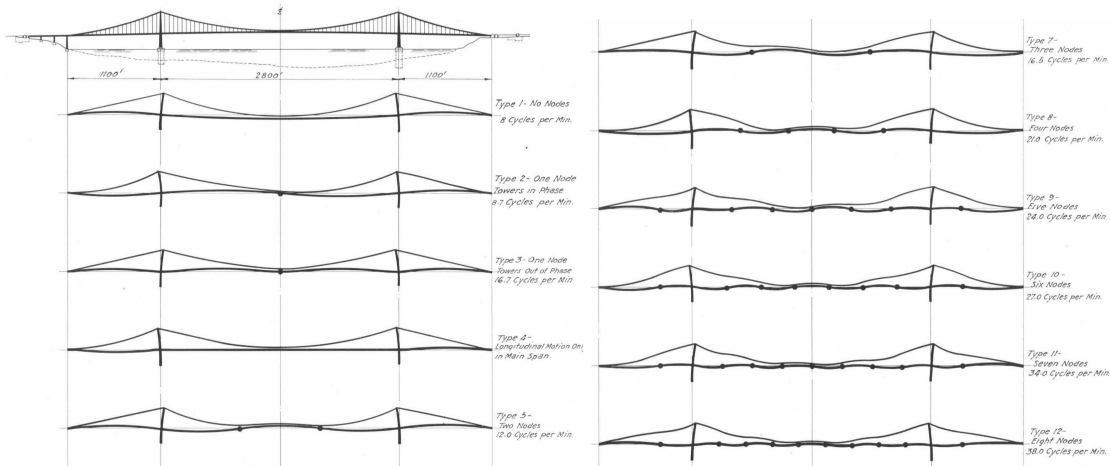 ℄
1100'
2800'
1100'
Type 1- No Nodes
8 Cycles per Min.
Type 2- One Node
Towers in Phase
8.7 Cycles per Min.
Type 3- One Node
Towers Out of Phase
16.7 Cycles per Min
Type 4-
Longitudinal Motion On
in Main Span
Type 5-
Two Nodes
12.0 Cycles per Min.
Type 7-
Three Nodes
16.5 Cycles per Min.
Type 8-
Four Nodes
21.0 Cycles per Min.
Type 9-
Five Nodes
24.0 Cycles per Min.
Type 10-
Six Nodes
27.0 Cycles per Min.
Type 11-
Seven Nodes
34.0 Cycles per Min.
Type 12-
Eight Nodes
38.0 Cycles per Min.